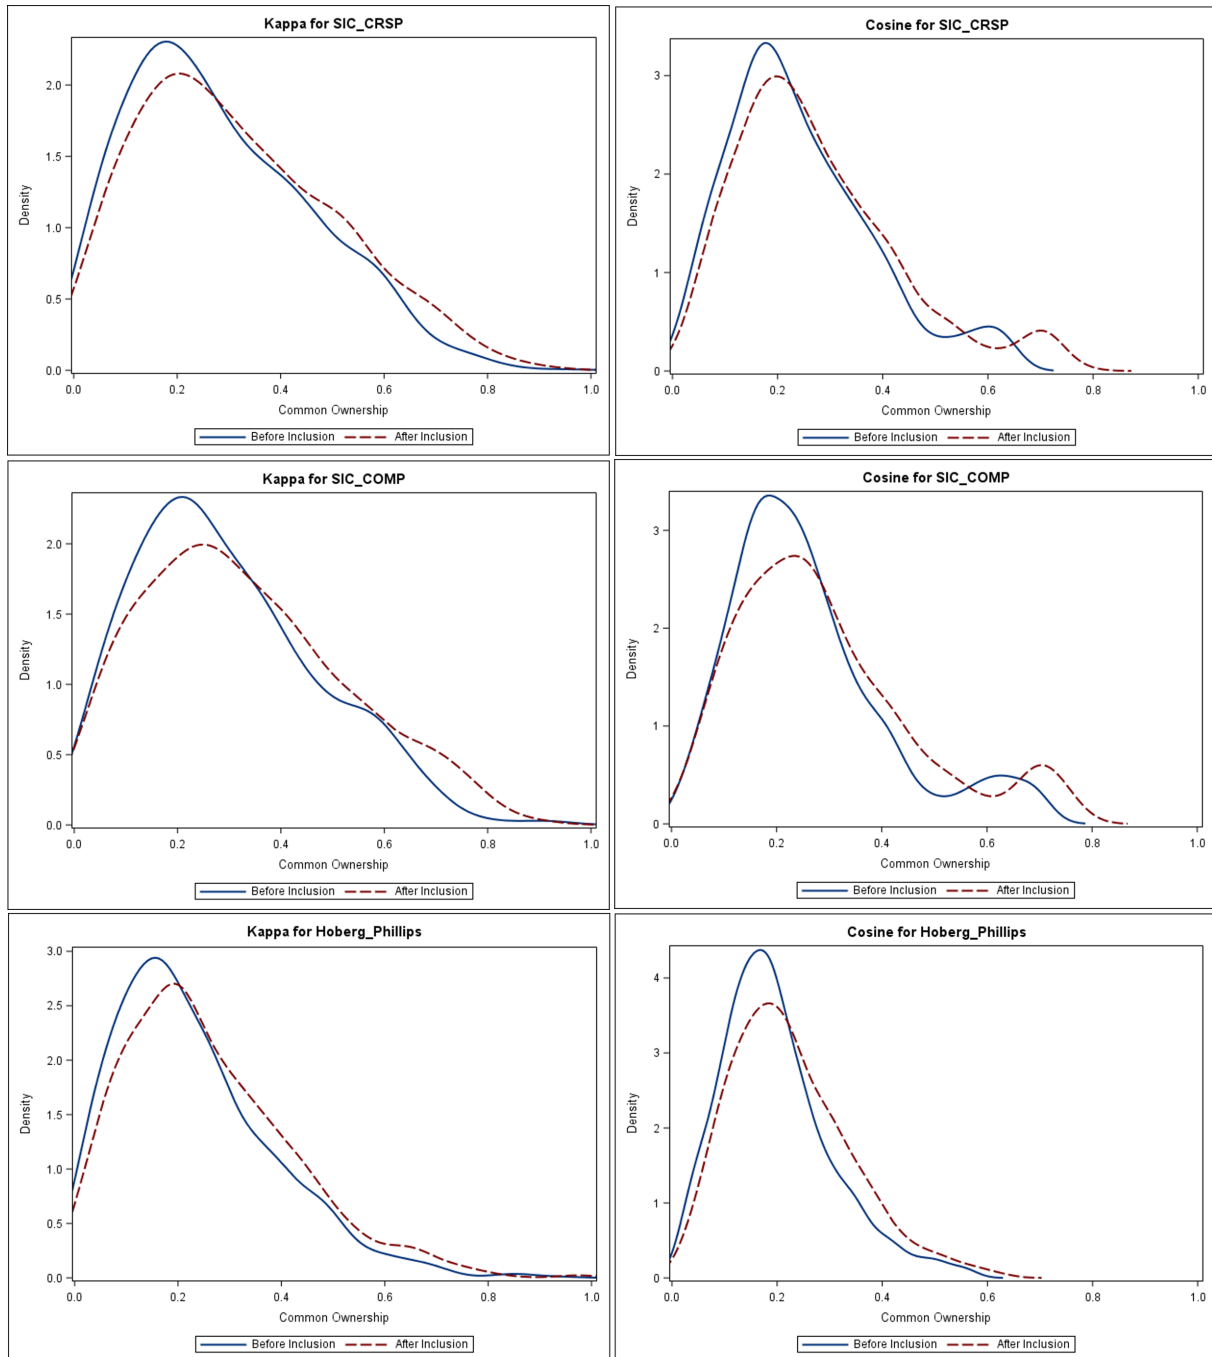 Kappa for SIC_CRSP
2.0
1.5
1.0
0.5
0.0
Density
0.0 0.2 0.4 0.6 0.8 1.0
Common Ownership
Before Inclusion After Inclusion
Cosine for SIC_CRSP
3
2
1
0
Density
0.0 0.2 0.4 0.6 0.8 1.0
Common Ownership
Before Inclusion After Inclusion
Kappa for SIC_COMP
2.0
1.5
1.0
0.5
0.0
Density
0.0 0.2 0.4 0.6 0.8 1.0
Common Ownership
Before Inclusion After Inclusion
Cosine for SIC_COMP
3
2
1
0
Density
0.0 0.2 0.4 0.6 0.8 1.0
Common Ownership
Before Inclusion After Inclusion
Kappa for Hoberg_Phillips
3.0
2.5
2.0
1.5
1.0
0.5
0.0
Density
0.0 0.2 0.4 0.6 0.8 1.0
Common Ownership
Before Inclusion After Inclusion
Cosine for Hoberg_Phillips
4
3
2
1
0
Density
0.0 0.2 0.4 0.6 0.8 1.0
Common Ownership
Before Inclusion After Inclusion